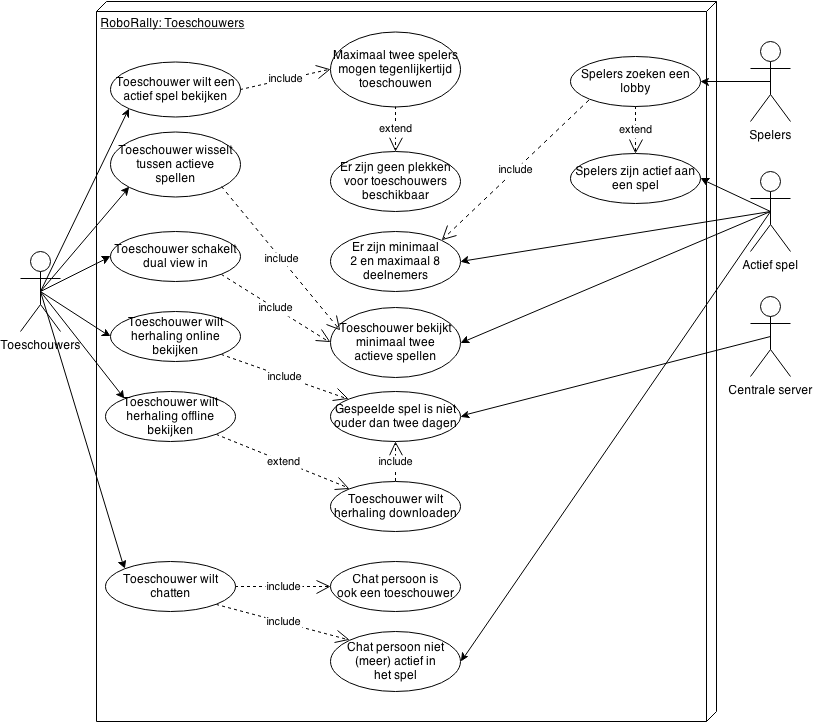 RoboRally: Toeschouwers
Toeschouwer wilt een
actief spel bekijken
include
Maximaal twee spelers
mogen tegenlijkertijd
toeschouwen
Spelers zoeken een
lobby
Spelers
extend
extend
Toeschouwer wisselt
tussen actieve
spellen
Er zijn geen plekken
voor toeschouwers
beschikbaar
include
Spelers zijn actief aan
een spel
Actief spel
Toeschouwer schakelt
dual view in
include
Er zijn minimaal
2 en maximaal 8
deelnemers
include
Toeschouwers
Toeschouwer wilt
herhaling online
bekijken
Toeschouwer bekijkt
minimaal twee
actieve spellen
include
Centrale server
Toeschouwer wilt
herhaling offline
bekijken
Gespeelde spel is niet
ouder dan twee dagen
extend
include
Toeschouwer wilt
herhaling downloaden
Toeschouwer wilt
chatten
include
Chat persoon is
ook een toeschouwer
include
Chat persoon niet
(meer) actief in
het spel